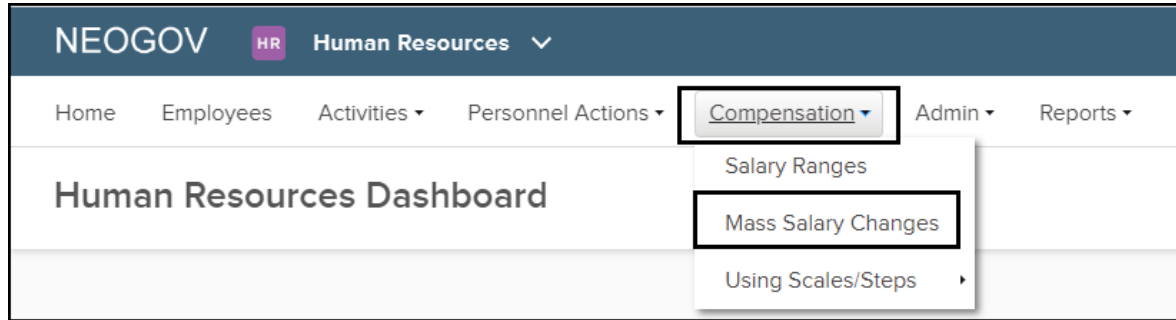 NEOGOV HR Human Resources
Home Employees Activities Personnel Actions Compensation Admin Reports
Salary Ranges
Human Resources Dashboard
Mass Salary Changes
Using Scales/Steps